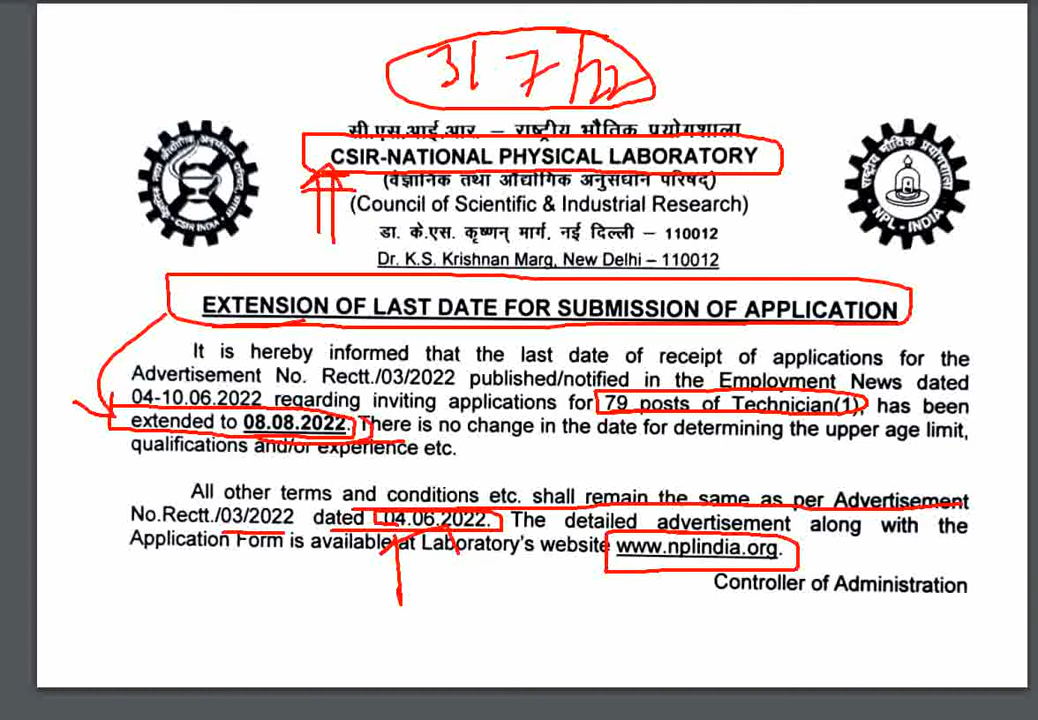 31 7/22
सी.एस.आई.आर. – राष्ट्रीय भौतिक प्रयोगशाला
CSIR-NATIONAL PHYSICAL LABORATORY
(वैज्ञानिक तथा औद्योगिक अनुसंधान परिषद)
(Council of Scientific & Industrial Research)
डा. के.एस. कृष्णन् मार्ग, नई दिल्ली – 110012
Dr. K.S. Krishnan Marg, New Delhi – 110012
CSIR INDIA
राष्ट्रीय भौतिक प्रयोगशाला
NPL-INDIA
EXTENSION OF LAST DATE FOR SUBMISSION OF APPLICATION
It is hereby informed that the last date of receipt of applications for the
Advertisement No. Rectt./03/2022 published/notified in the Employment News dated
04-10.06.2022 regarding inviting applications for 79 posts of Technician(1), has been
extended to 08.08.2022. There is no change in the date for determining the upper age limit,
qualifications and/or experience etc.
All other terms and conditions etc. shall remain the same as per Advertisement
No.Rectt./03/2022 dated 04.06.2022. The detailed advertisement along with the
Application Form is available at Laboratory's website www.nplindia.org.
Controller of Administration